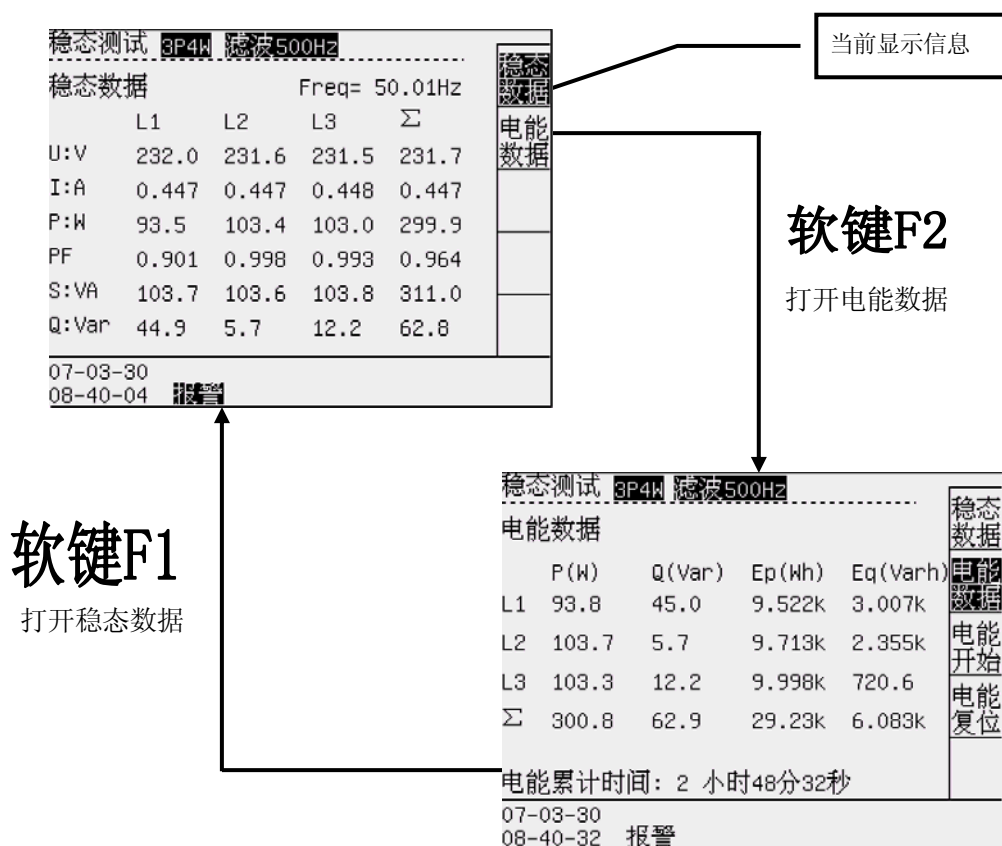 稳态测试 3P4W 滤波500Hz
稳态数据 Freq= 50.01Hz
L1 L2 L3 Σ
U:V 232.0 231.6 231.5 231.7
I:A 0.447 0.447 0.448 0.447
P:W 93.5 103.4 103.0 299.9
PF 0.901 0.998 0.993 0.964
S:VA 103.7 103.6 103.8 311.0
Q:Var 44.9 5.7 12.2 62.8
07-03-30
08-40-04 报警
稳态
数据
电能
数据
当前显示信息
软键F2
打开电能数据
软键F1
打开稳态数据
稳态测试 3P4W 滤波500Hz
电能数据
P(W) Q(Var) Ep(Wh) Eq(Varh)
L1 93.8 45.0 9.522k 3.007k
L2 103.7 5.7 9.713k 2.355k
L3 103.3 12.2 9.998k 720.6
Σ 300.8 62.9 29.23k 6.083k
电能累计时间: 2 小时48分32秒
07-03-30
08-40-32 报警
稳态
数据
电能
数据
电能
开始
电能
复位